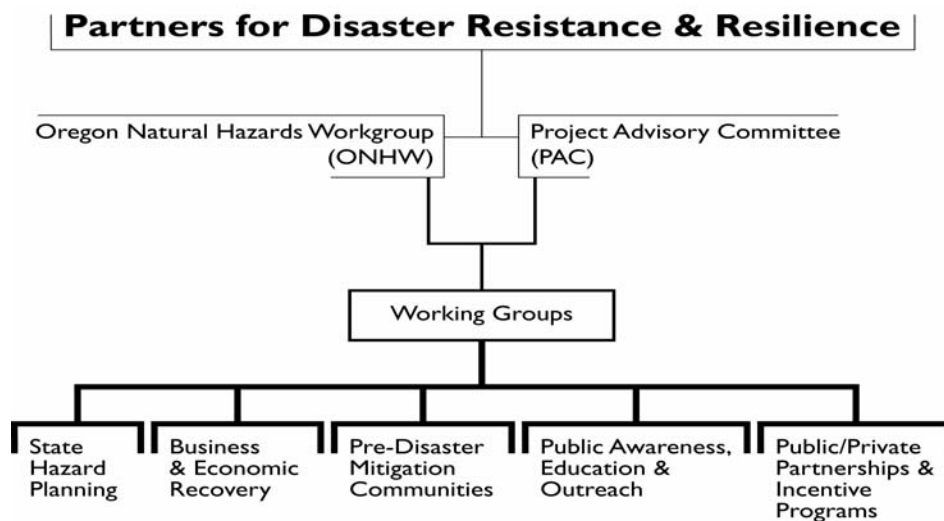 Partners for Disaster Resistance & Resilience
Oregon Natural Hazards Workgroup
(ONHW)
Project Advisory Committee
(PAC)
Working Groups
State
Hazard
Planning
Business
& Economic
Recovery
Pre-Disaster
Mitigation
Communities
Public Awareness,
Education &
Outreach
Public/Private
Partnerships &
Incentive
Programs